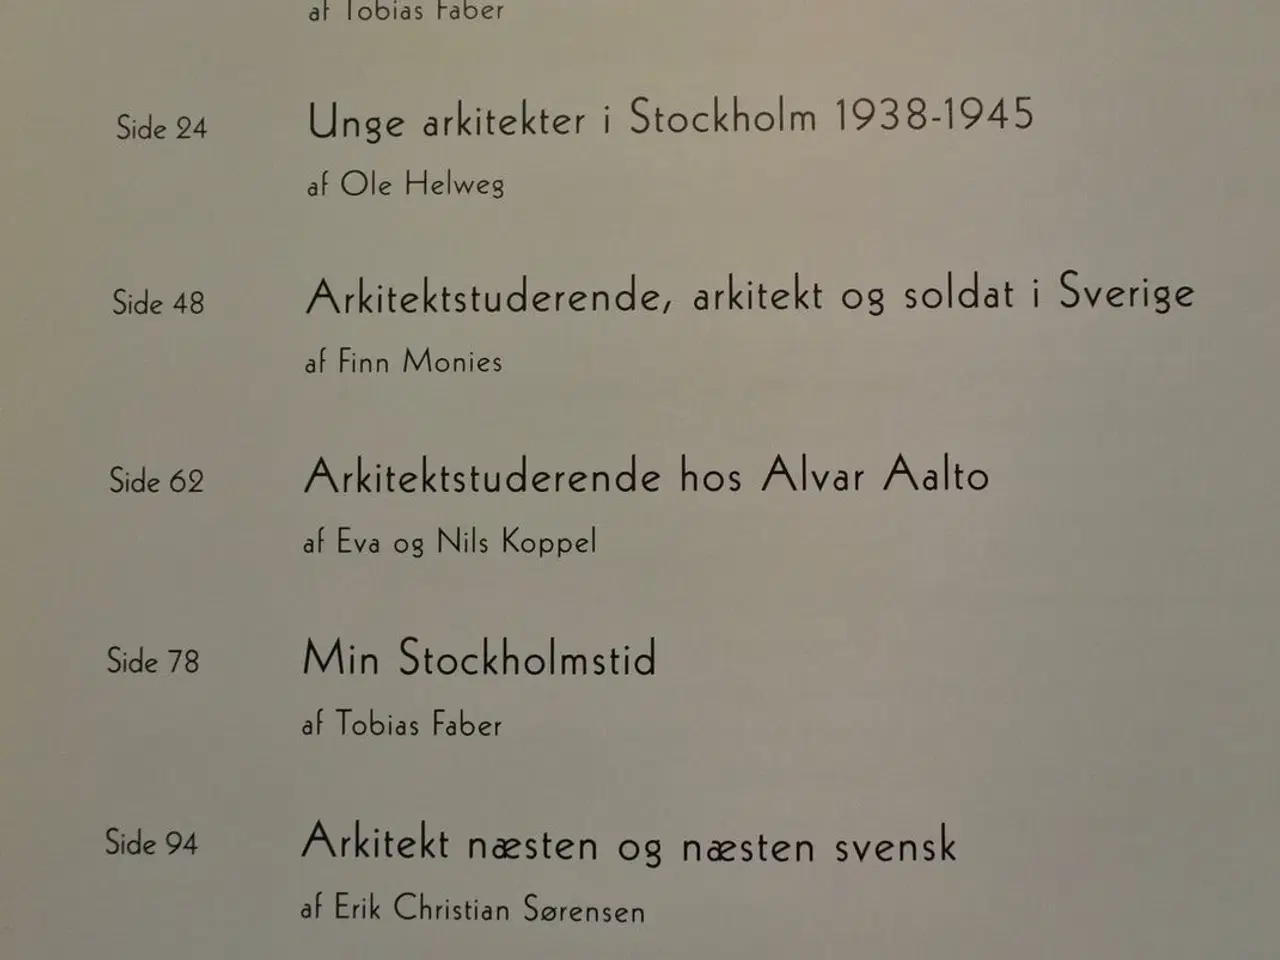 af Tobias Faber
Side 24 Unge arkitekter i Stockholm 1938-1945
af Ole Helweg
Side 48 Arkitektstuderende, arkitekt og soldat i Sverige
af Finn Monies
Side 62 Arkitektstuderende hos Alvar Aalto
af Eva og Nils Koppel
Side 78 Min Stockholmstid
af Tobias Faber
Side 94 Arkitekt næsten og næsten svensk
af Erik Christian Sørensen